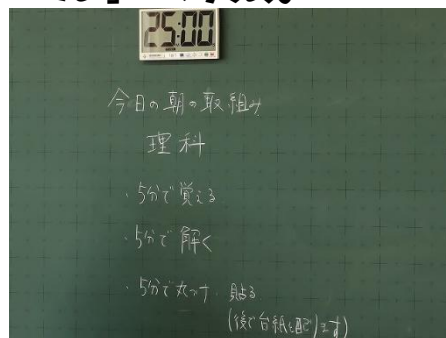 25:00
今日の朝の取組み
理科
・5分で覚える
・5分で解く
・5分で丸つけ・貼る
(後で台紙を配ります)